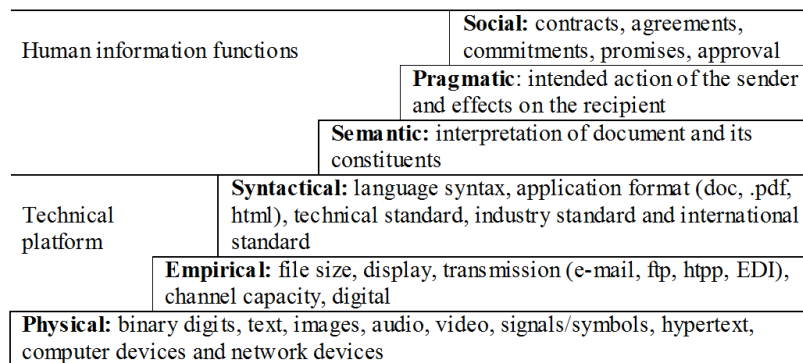 Social: contracts, agreements,
Human information functions
commitments, promises, approval
Pragmatic: intended action of the sender
and effects on the recipient
Semantic: interpretation of document and its
constituents
Syntactical: language syntax, application format (doc, .pdf,
Technical
html), technical standard, industry standard and international
platform
standard
Empirical: file size, display, transmission (e-mail, ftp, htpp, EDI),
channel capacity, digital
Physical: binary digits, text, images, audio, video, signals/symbols, hypertext,
computer devices and network devices